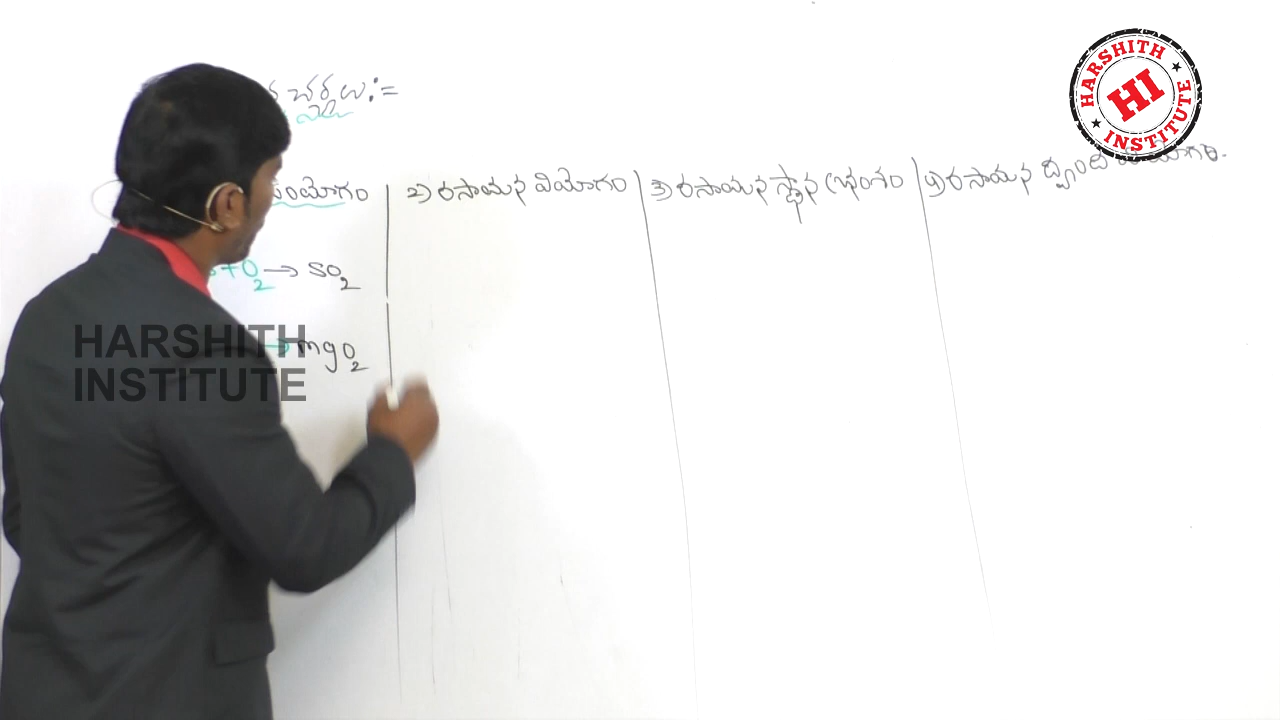 చర్యలు :=
సంయోగం
2) రసాయన వియోగం
3) రసాయన స్థాన భ్రంశం
4) రసాయన ద్వంద
+O2 → SO2
→ mgO2
HARSHITH
INSTITUTE
HARSHITH
HI
INSTITUTE